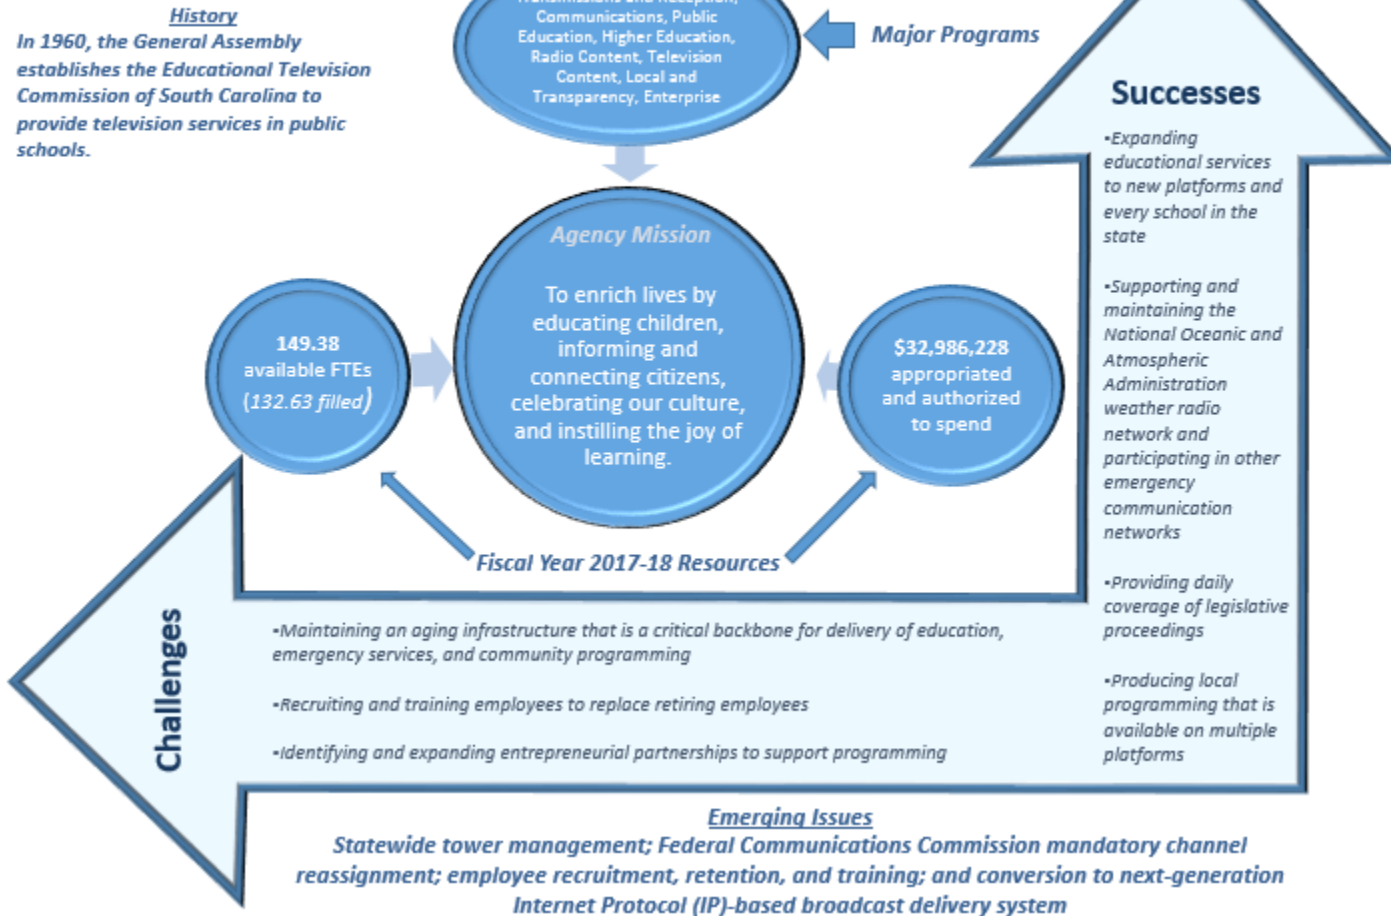 History
In 1960, the General Assembly
establishes the Educational Television
Commission of South Carolina to
provide television services in public
schools.
Transmissions and Reception,
Communications, Public
Education, Higher Education,
Radio Content, Television
Content, Local and
Transparency, Enterprise
Major Programs
Agency Mission
To enrich lives by
educating children,
informing and
connecting citizens,
celebrating our culture,
and instilling the joy of
learning.
149.38
available FTEs
(132.63 filled)
$32,986,228
appropriated
and authorized
to spend
Fiscal Year 2017-18 Resources
Successes
▪Expanding
educational services
to new platforms and
every school in the
state
▪Supporting and
maintaining the
National Oceanic and
Atmospheric
Administration
weather radio
network and
participating in other
emergency
communication
networks
▪Providing daily
coverage of legislative
proceedings
▪Producing local
programming that is
available on multiple
platforms
Challenges
▪Maintaining an aging infrastructure that is a critical backbone for delivery of education,
emergency services, and community programming
▪Recruiting and training employees to replace retiring employees
▪Identifying and expanding entrepreneurial partnerships to support programming
Emerging Issues
Statewide tower management; Federal Communications Commission mandatory channel
reassignment; employee recruitment, retention, and training; and conversion to next-generation
Internet Protocol (IP)-based broadcast delivery system